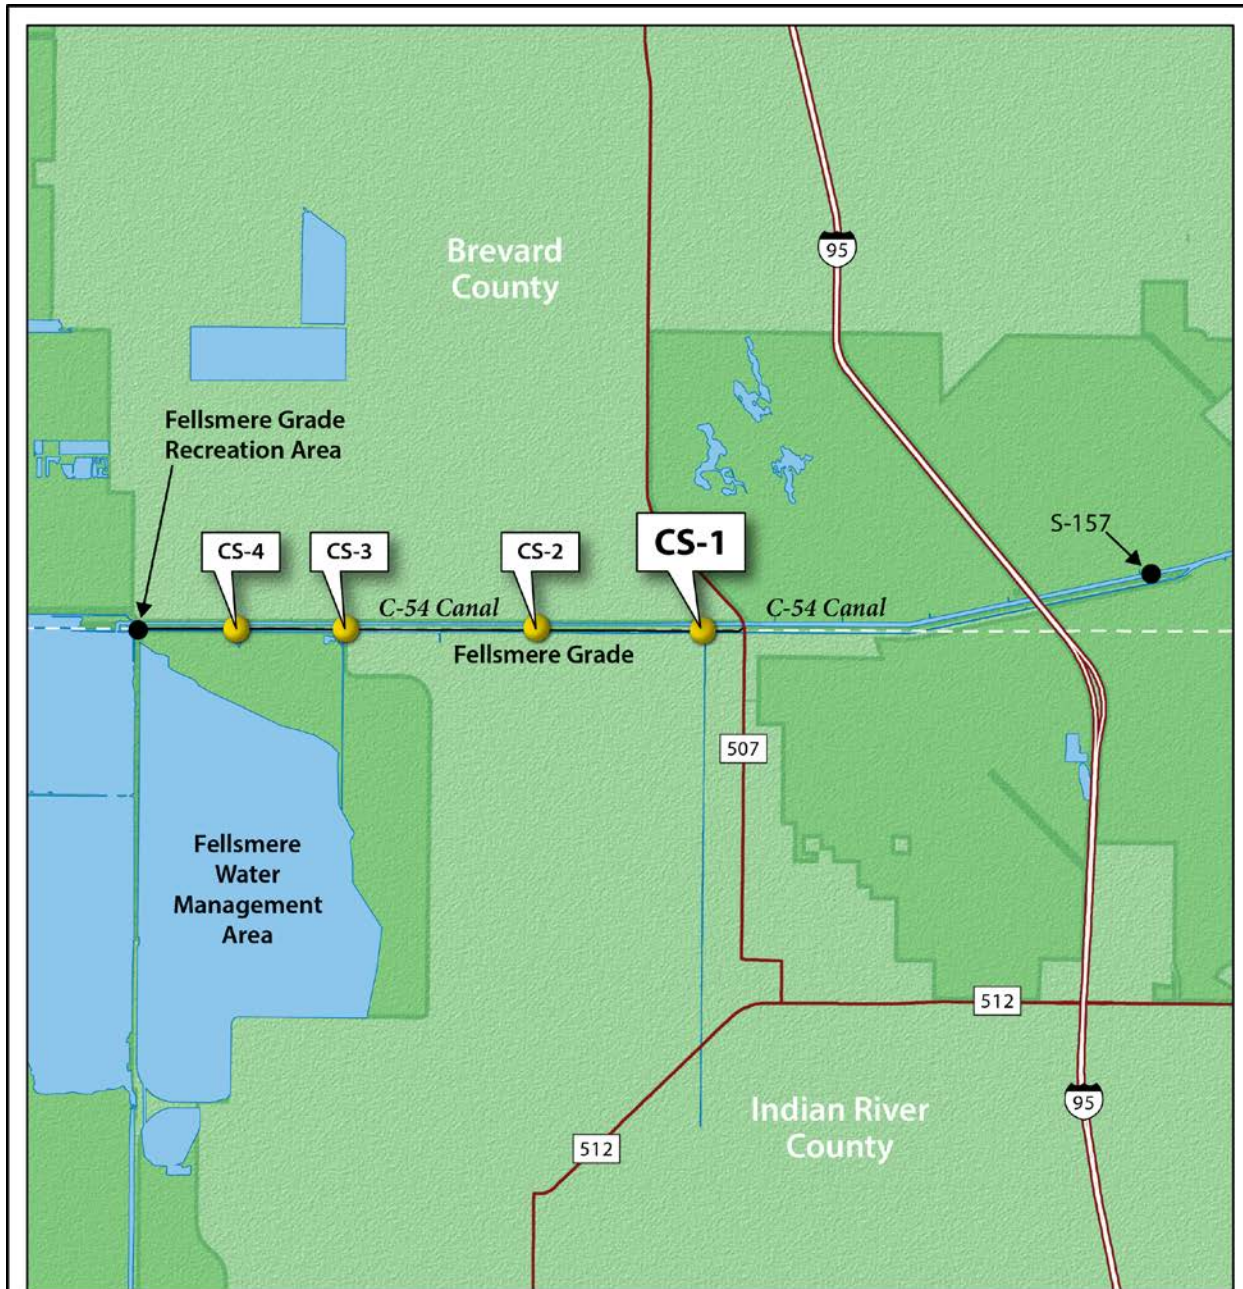 95
Brevard
County
Fellsmere Grade
Recreation Area
S-157
CS-4
CS-3
CS-2
CS-1
C-54 Canal
C-54 Canal
Fellsmere Grade
507
Fellsmere
Water
Management
Area
512
95
Indian River
County
512